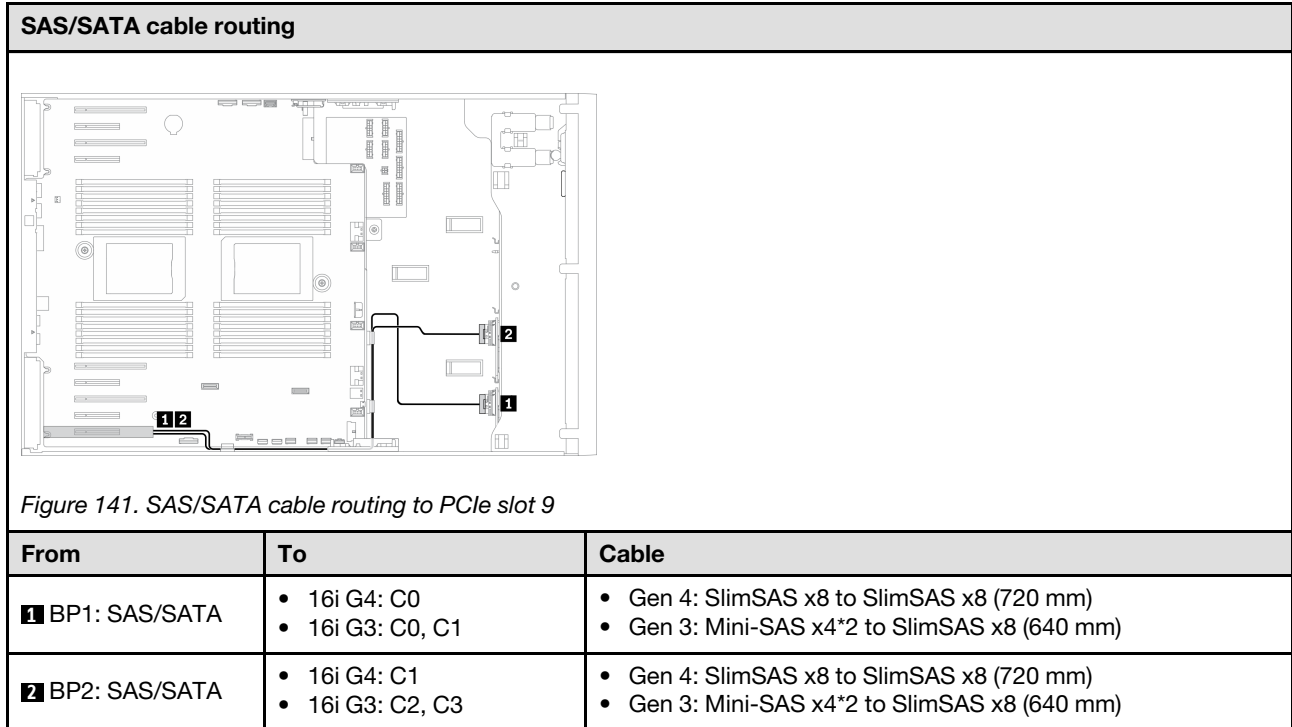 SAS/SATA cable routing
2
1
1 2
Figure 141. SAS/SATA cable routing to PCIe slot 9
From To Cable
1 BP1: SAS/SATA
• 16i G4: C0
• 16i G3: C0, C1
• Gen 4: SlimSAS x8 to SlimSAS x8 (720 mm)
• Gen 3: Mini-SAS x4*2 to SlimSAS x8 (640 mm)
2 BP2: SAS/SATA
• 16i G4: C1
• 16i G3: C2, C3
• Gen 4: SlimSAS x8 to SlimSAS x8 (720 mm)
• Gen 3: Mini-SAS x4*2 to SlimSAS x8 (640 mm)